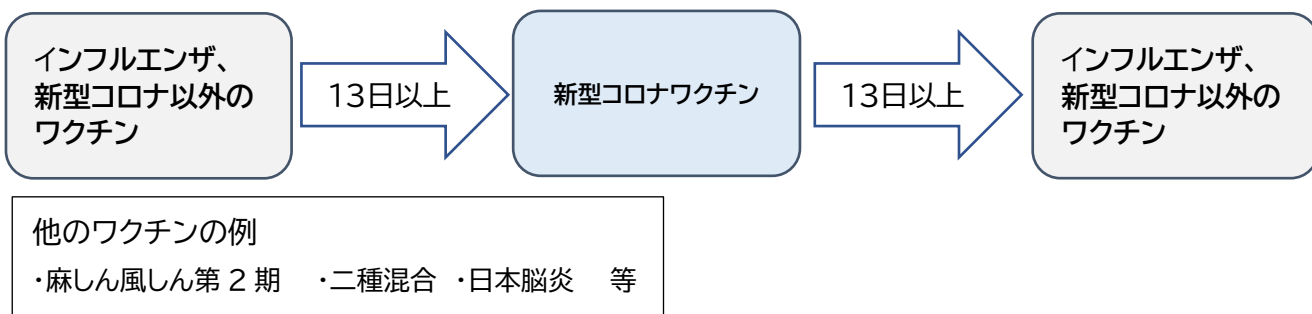 インフルエンザ、
新型コロナ以外の
ワクチン
13日以上
新型コロナワクチン
13日以上
インフルエンザ、
新型コロナ以外の
ワクチン
他のワクチンの例
・麻しん風しん第2期 ・二種混合 ・日本脳炎 等